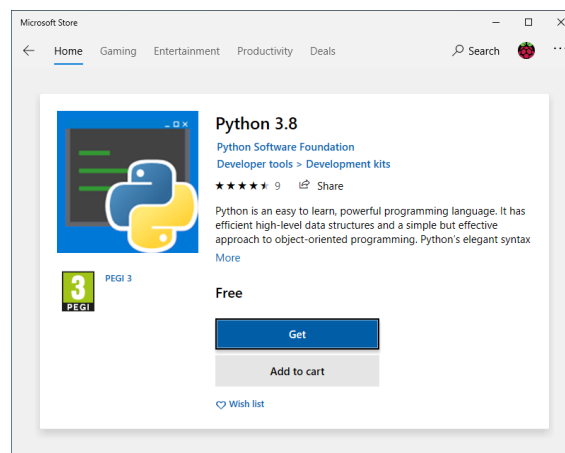 Microsoft Store
Home Gaming Entertainment Productivity Deals Search
Python 3.8
Python Software Foundation
Developer tools > Development kits
9 Share
Python is an easy to learn, powerful programming language. It has
efficient high-level data structures and a simple but effective
approach to object-oriented programming. Python's elegant syntax
More
3
PEGI
PEGI 3
Free
Get
Add to cart
Wish list